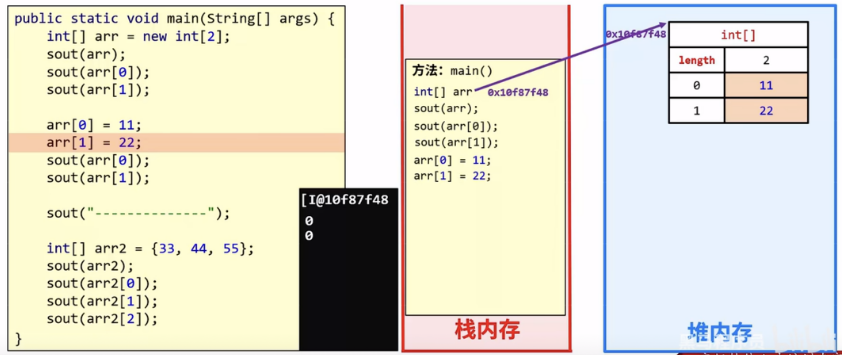 public static void main(String[] args) {
int[] arr = new int[2];
sout(arr);
sout(arr[0]);
sout(arr[1]);
arr[0] = 11;
arr[1] = 22;
sout(arr[0]);
sout(arr[1]);
sout("--------------");
int[] arr2 = {33, 44, 55};
sout(arr2);
sout(arr2[0]);
sout(arr2[1]);
sout(arr2[2]);
}
[I@10f87f48
0
0
方法：main()
int[] arr 0x10f87f48
sout(arr);
sout(arr[0]);
sout(arr[1]);
arr[0] = 11;
arr[1] = 22;
栈内存
0x10f87f48
int[]
length 2
0 11
1 22
堆内存